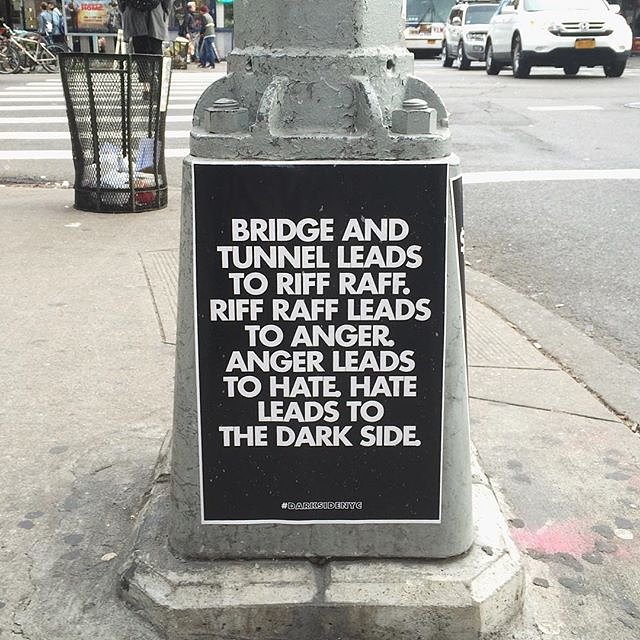 BRIDGE AND
TUNNEL LEADS
TO RIFF RAFF.
RIFF RAFF LEADS
TO ANGER.
ANGER LEADS
TO HATE. HATE
LEADS TO
THE DARK SIDE.
#DARKSIDENYC